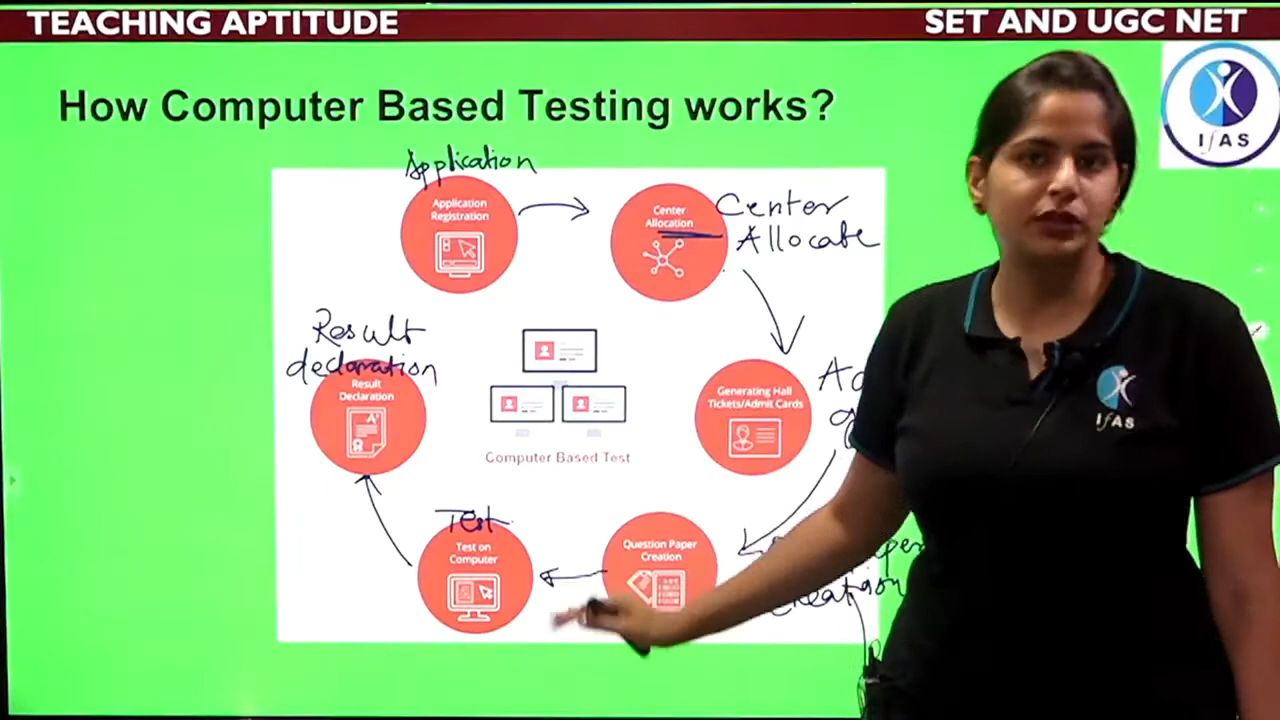 TEACHING APTITUDE
SET AND UGC NET
How Computer Based Testing works?
IfAS
Application
Application
Registration
Center
Allocation
Center
Allocate
Result
declaration
Result
Declaration
Generating Hall
Tickets/Admit Cards
IfAS
Computer Based Test
Test
Test on
Computer
Question Paper
Creation
Creation